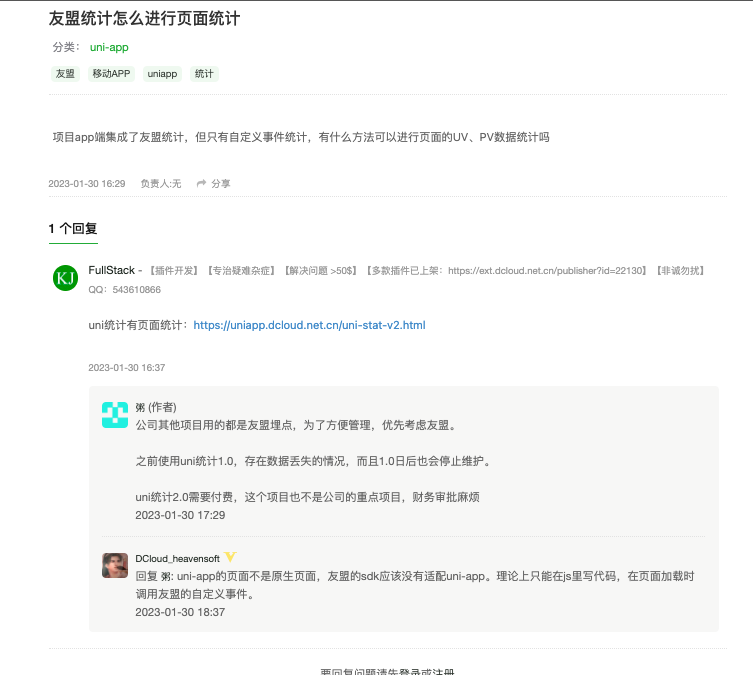 友盟统计怎么进行页面统计
分类： uni-app
友盟 移动APP uniapp 统计
项目app端集成了友盟统计，但只有自定义事件统计，有什么方法可以进行页面的UV、PV数据统计吗
2023-01-30 16:29 负责人:无 分享
1 个回复
KJ
FullStack - 【插件开发】【专治疑难杂症】【解决问题 >50$】【多款插件已上架：https://ext.dcloud.net.cn/publisher?id=22130】【非诚勿扰】
QQ：543610866
uni统计有页面统计：https://uniapp.dcloud.net.cn/uni-stat-v2.html
2023-01-30 16:37
粥 (作者)
公司其他项目用的都是友盟埋点，为了方便管理，优先考虑友盟。
之前使用uni统计1.0，存在数据丢失的情况，而且1.0日后也会停止维护。
uni统计2.0需要付费，这个项目也不是公司的重点项目，财务审批麻烦
2023-01-30 17:29
DCloud_heavensoft V
回复 粥: uni-app的页面不是原生页面，友盟的sdk应该没有适配uni-app。理论上只能在js里写代码，在页面加载时
调用友盟的自定义事件。
2023-01-30 18:37
要回复问题请先登录或注册